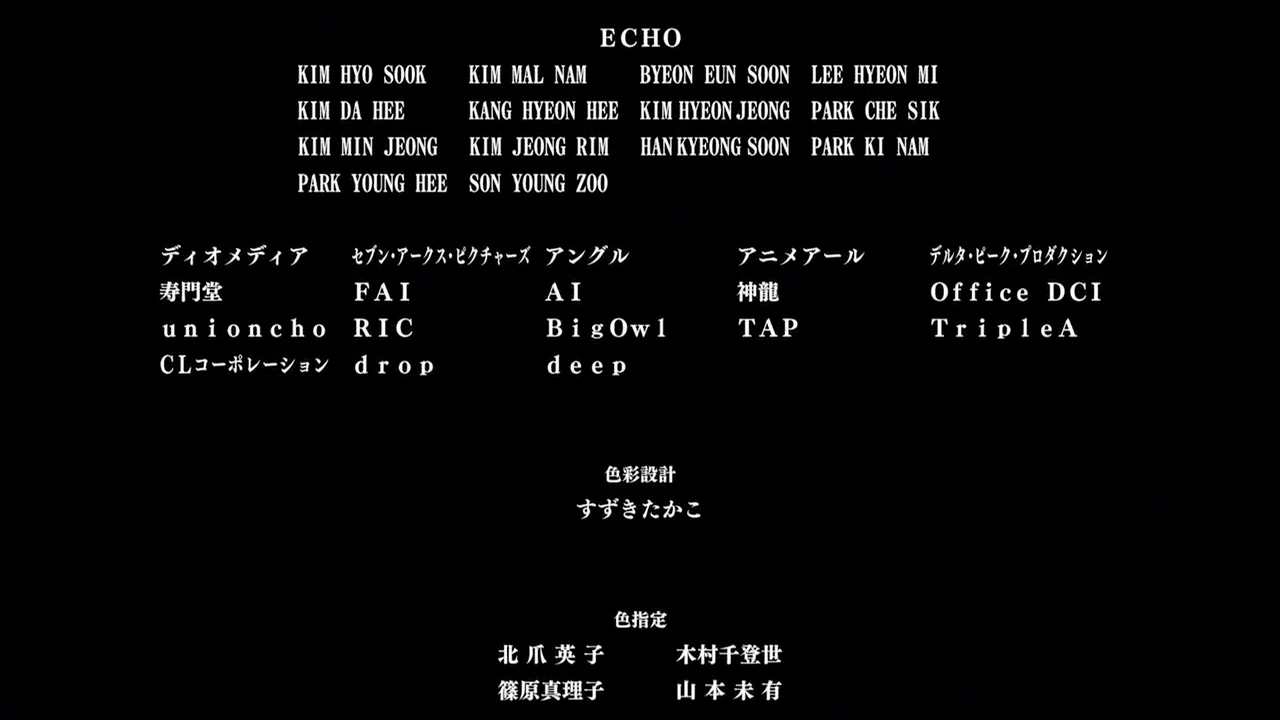 ECHO
KIM HYO SOOK KIM MAL NAM BYEON EUN SOON LEE HYEON MI
KIM DA HEE KANG HYEON HEE KIM HYEON JEONG PARK CHE SIK
KIM MIN JEONG KIM JEONG RIM HAN KYEONG SOON PARK KI NAM
PARK YOUNG HEE SON YOUNG ZOO
ディオメディア セブン・アークス・ピクチャーズ アングル アニメアール デルタ・ピーク・プロダクション
寿門堂 FAI AI 神龍 Office DCI
unioncho RIC BigOwl TAP TripleA
CLコーポレーション drop deep
色彩設計
すずきたかこ
色指定
北爪英子 木村千登世
篠原真理子 山本未有